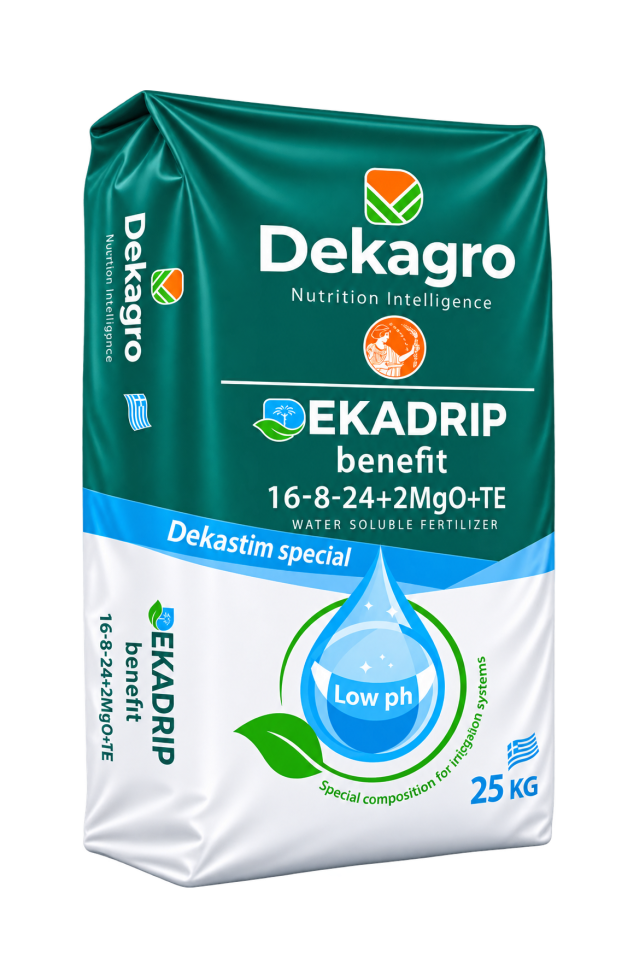 Dekagro
Nutrition Intelligence
EKADRIP
benefit
16-8-24+2MgO+TE
WATER SOLUBLE FERTILIZER
Dekastim special
Low ph
Special composition for irrigation systems
25 KG
Dekagro
Nutrition Intelligence
EKADRIP
benefit
16-8-24+2MgO+TE